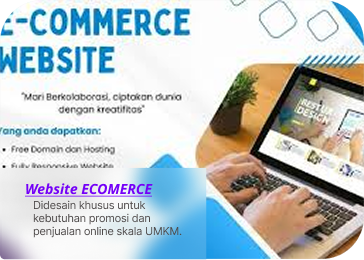 E-COMMERCE
WEBSITE
"Mari Berkolaborasi, ciptakan dunia
dengan kreatifitas"
Yang anda dapatkan:
• Free Domain dan Hosting
• Fully Responsive Website
Website ECOMERCE
Didesain khusus untuk
kebutuhan promosi dan
penjualan online skala UMKM.